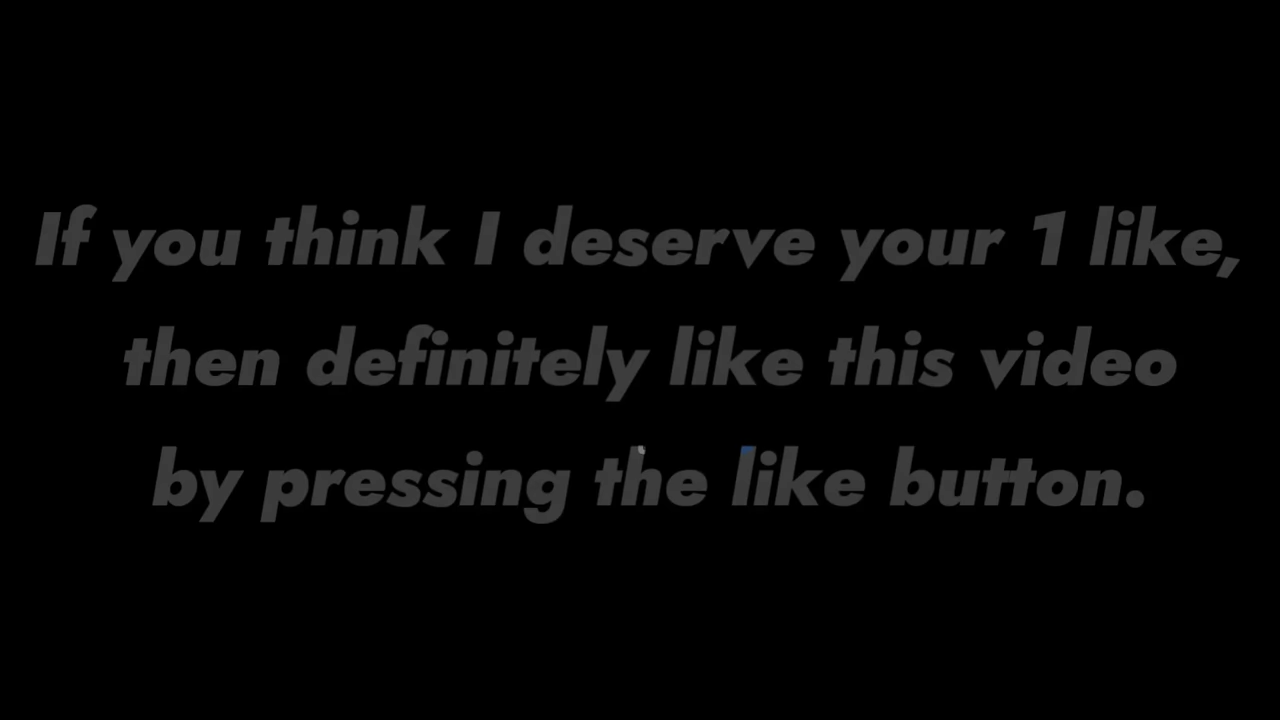 If you think I deserve your 1 like,
then definitely like this video
by pressing the like button.